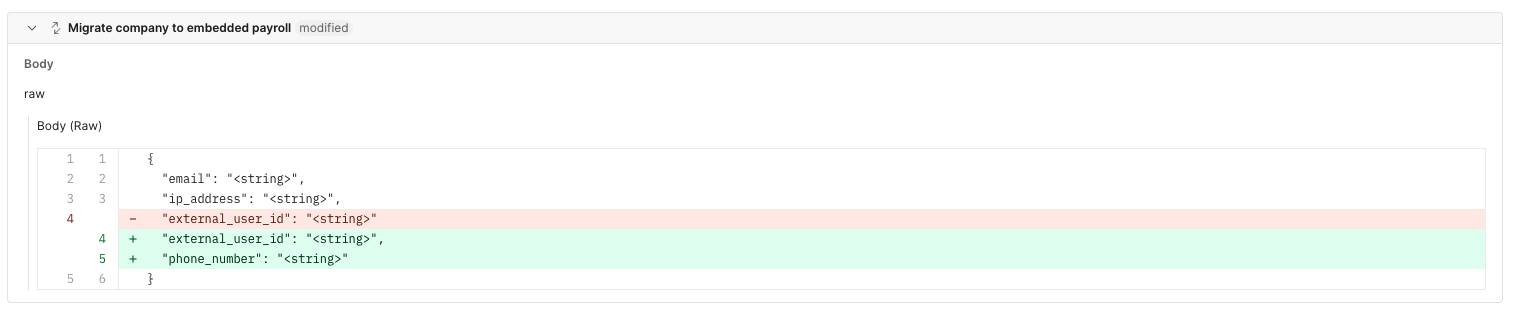 Migrate company to embedded payroll modified
Body
raw
Body (Raw)
1 1 {
2 2 "email": "<string>",
3 3 "ip_address": "<string>",
4 − "external_user_id": "<string>"
4 + "external_user_id": "<string>",
5 + "phone_number": "<string>"
5 6 }